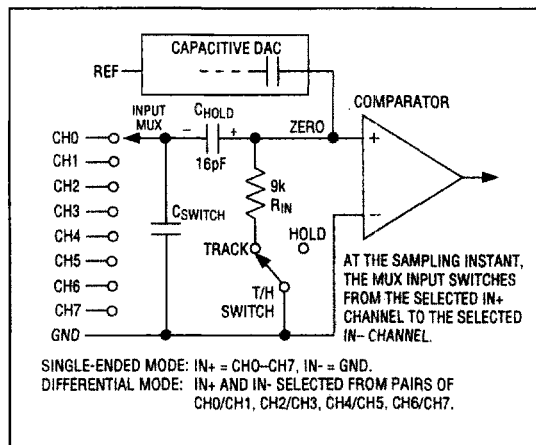 CAPACITIVE DAC
REF
COMPARATOR
INPUT
MUX
CHOLD
ZERO
− +
+
16pF
CH0
CH1
CH2
CH3
CH4
CH5
CH6
CH7
GND
9k
RIN
CSWITCH
−
HOLD
TRACK
T/H
SWITCH
AT THE SAMPLING INSTANT,
THE MUX INPUT SWITCHES
FROM THE SELECTED IN+
CHANNEL TO THE SELECTED
IN– CHANNEL.
SINGLE-ENDED MODE: IN+ = CH0–CH7, IN- = GND.
DIFFERENTIAL MODE: IN+ AND IN- SELECTED FROM PAIRS OF
CH0/CH1, CH2/CH3, CH4/CH5, CH6/CH7.